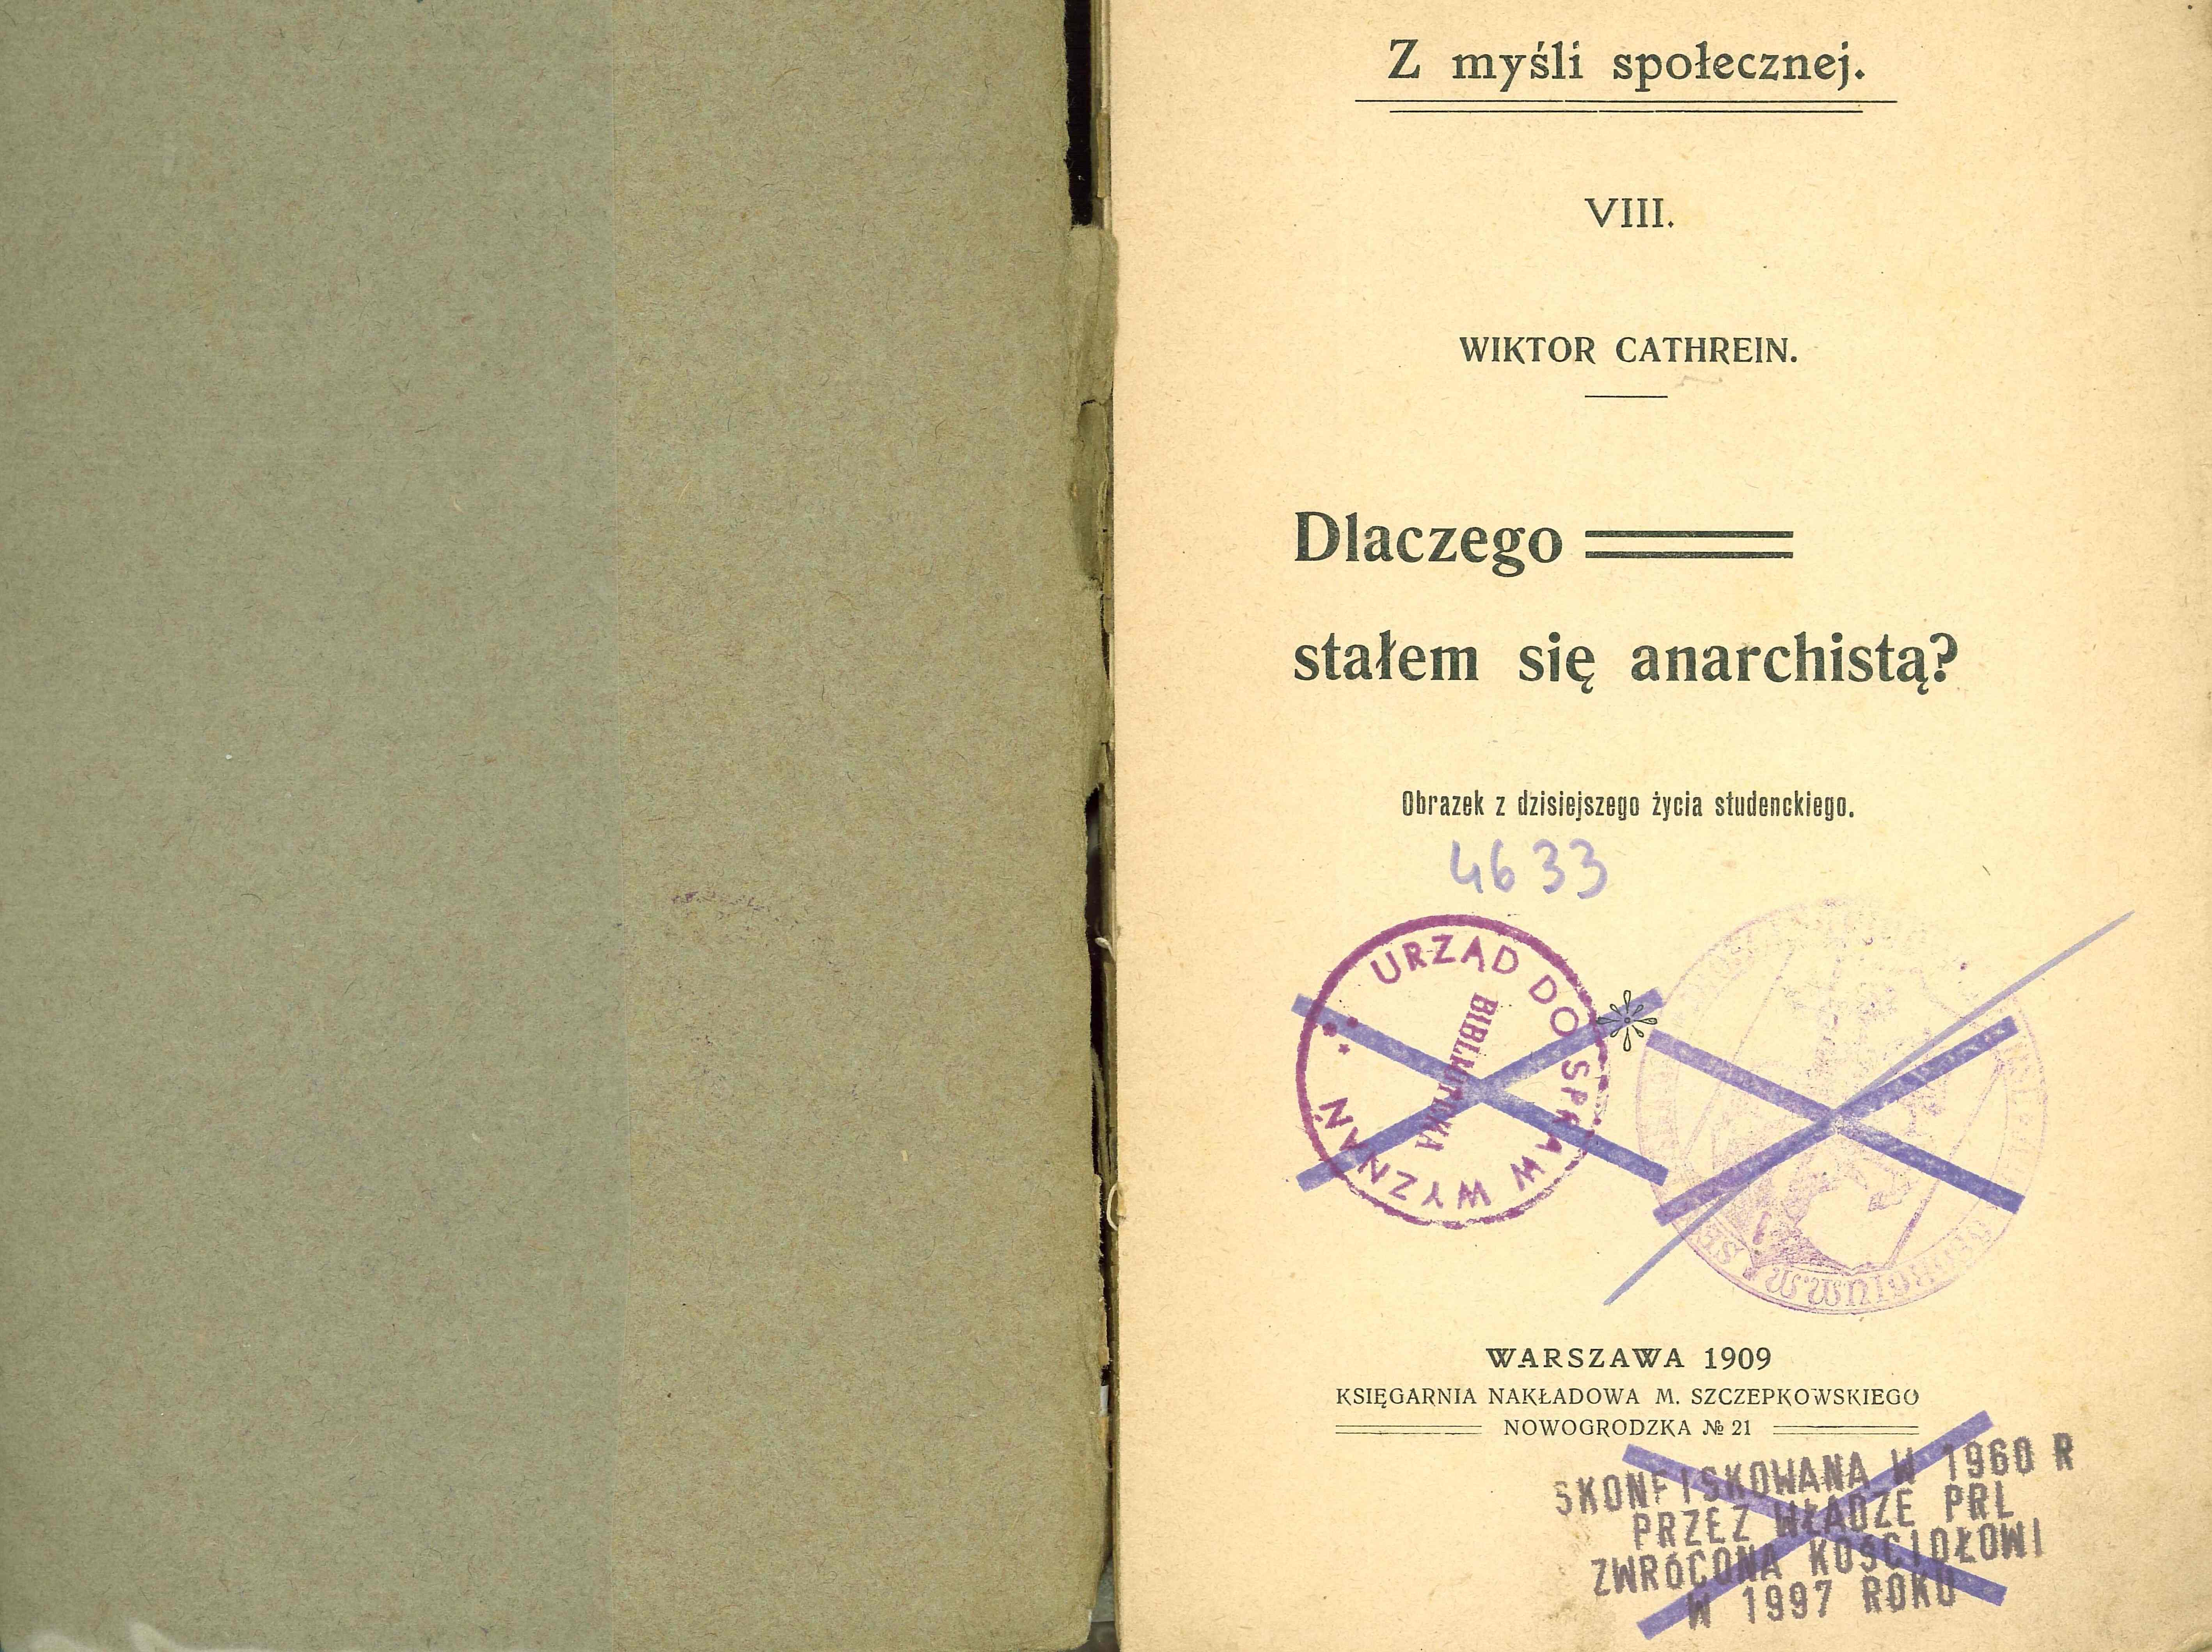 Z myśli społecznej.
VIII.
WIKTOR CATHREIN.
Dlaczego
stałem się anarchistą?
Obrazek z dzisiejszego życia studenckiego.
4633
URZĄD DO SPRAW WYZNAŃ
BIBLIOTECZKA
WARSZAWA 1909
KSIĘGARNIA NAKŁADOWA M. SZCZEPKOWSKIEGO
NOWOGRODZKA № 21
SKONFISKOWANA W 1960 R
PRZEZ WŁADZE PRL
ZWRÓCONA KOŚCIOŁOWI
W 1997 ROKU